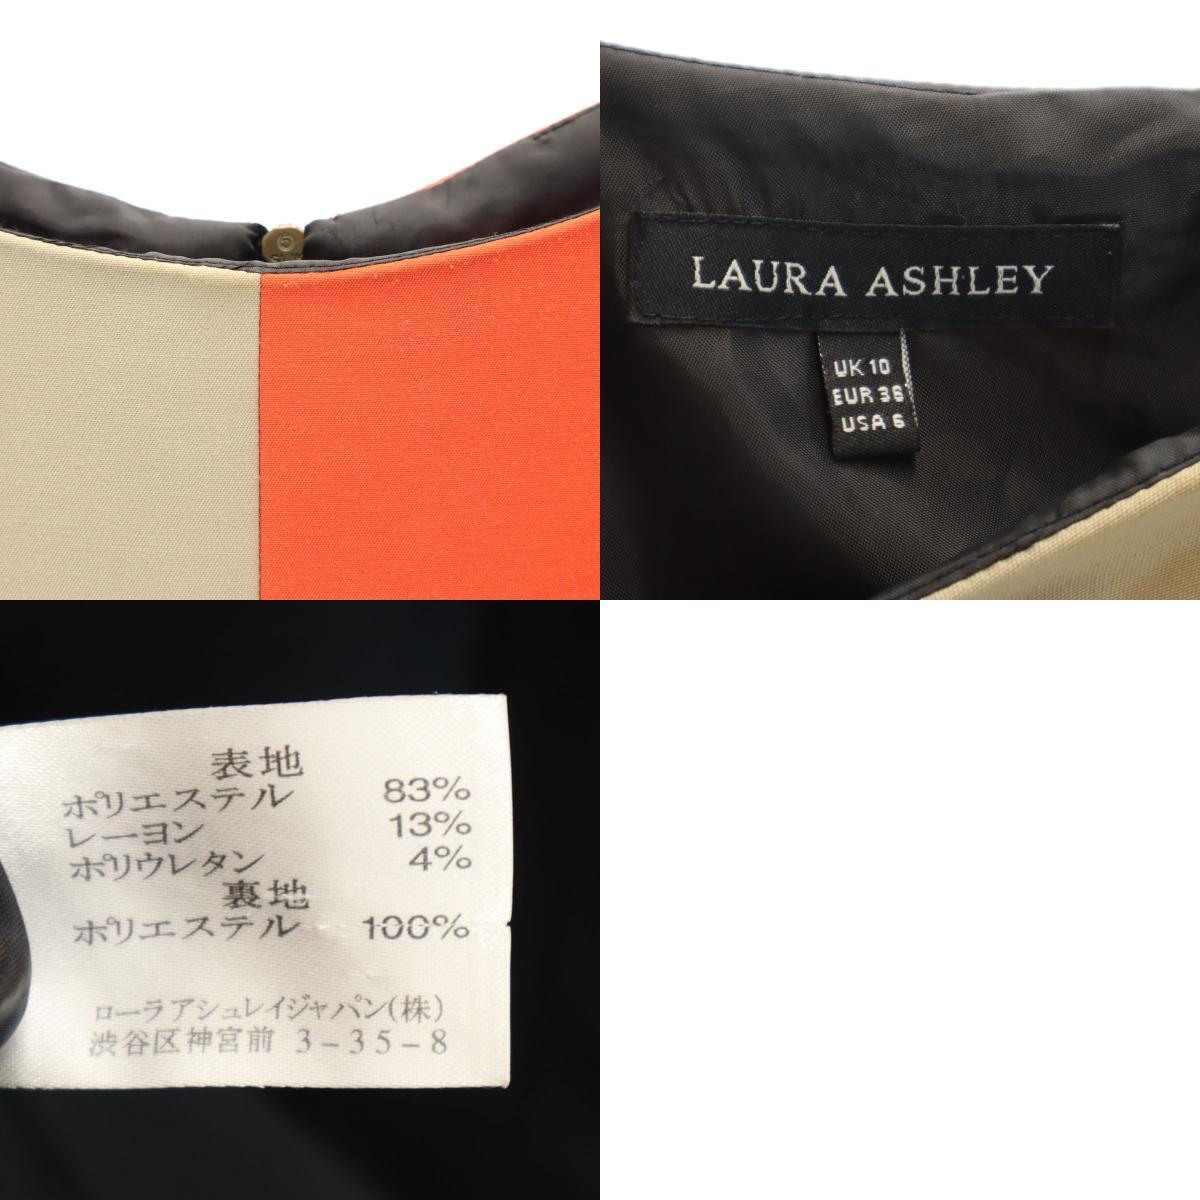 LAURA ASHLEY
UK 10
EUR 36
USA 6
表地
ポリエステル 83%
レーヨン 13%
ポリウレタン 4%
裏地
ポリエステル 100%
ローラアシュレイジャパン(株)
渋谷区神宮前 3-35-8